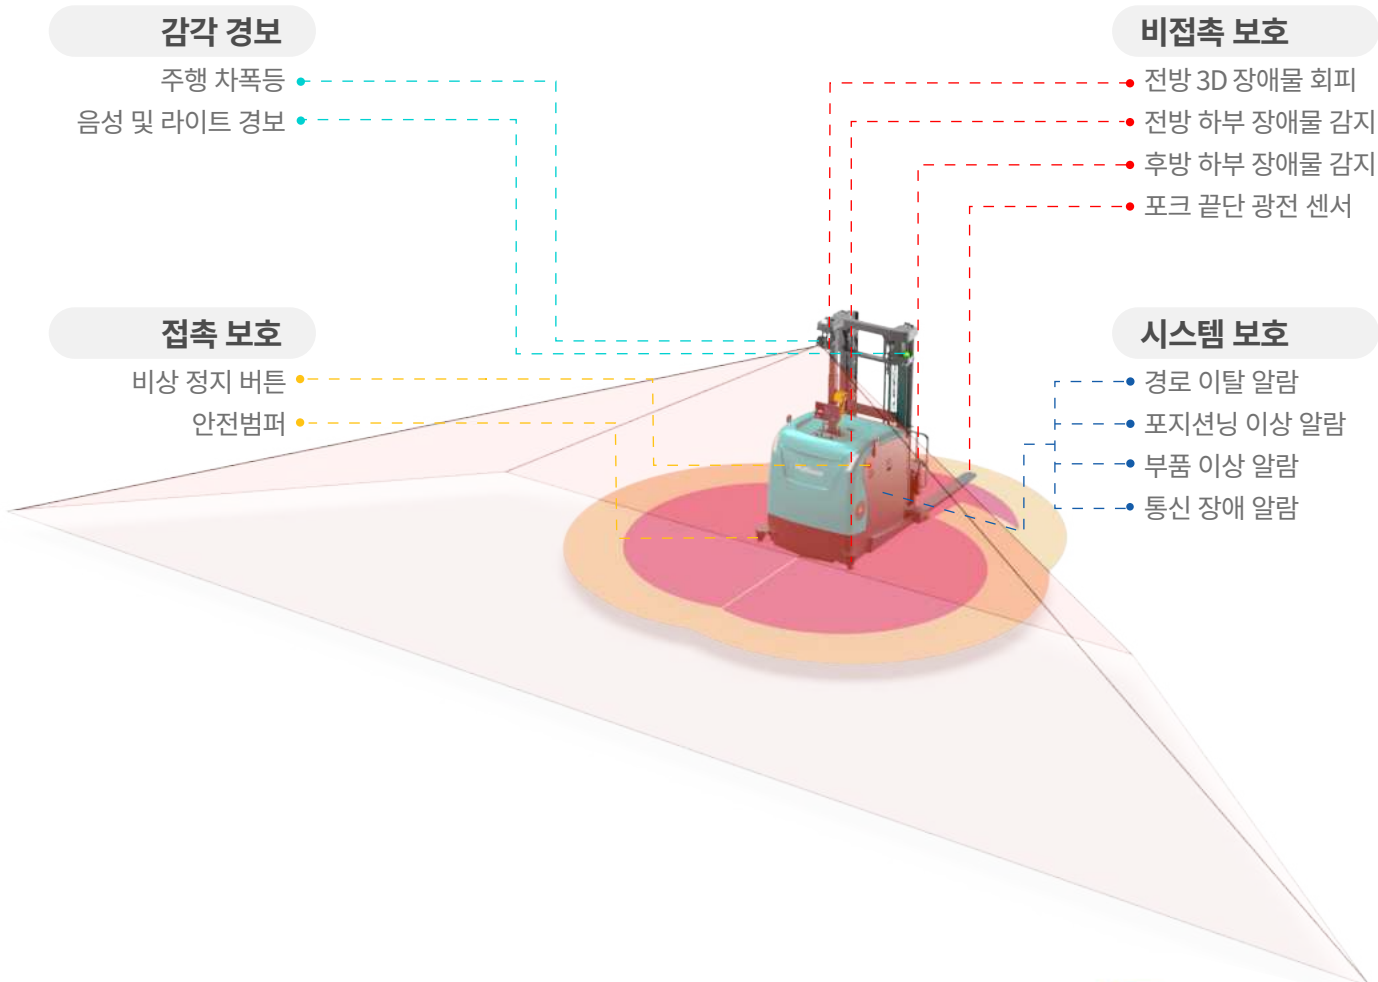 감각 경보
주행 차폭등
음성 및 라이트 경보
비접촉 보호
전방 3D 장애물 회피
전방 하부 장애물 감지
후방 하부 장애물 감지
포크 끝단 광전 센서
접촉 보호
비상 정지 버튼
안전범퍼
시스템 보호
경로 이탈 알람
포지션닝 이상 알람
부품 이상 알람
통신 장애 알람